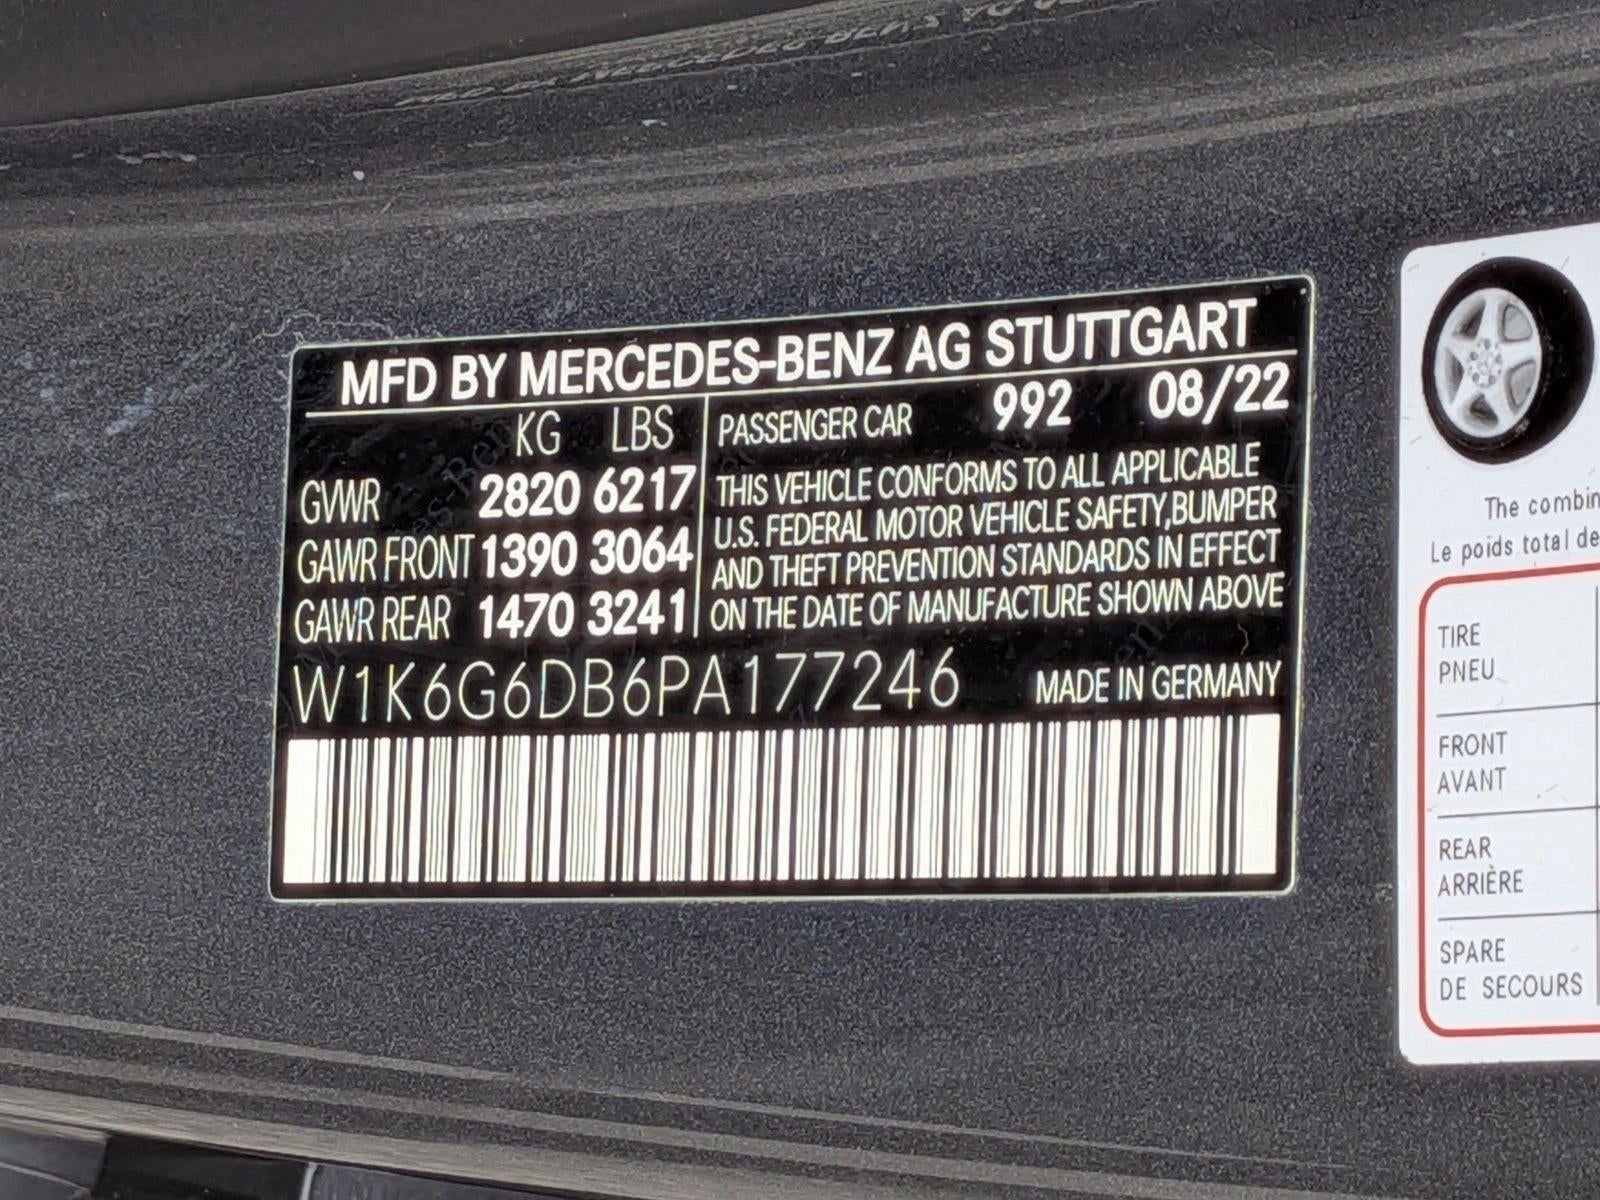 MFD BY MERCEDES-BENZ AG STUTTGART
KG LBS
PASSENGER CAR 992 08/22
GVWR 2820 6217
GAWR FRONT 1390 3064
GAWR REAR 1470 3241
THIS VEHICLE CONFORMS TO ALL APPLICABLE
U.S. FEDERAL MOTOR VEHICLE SAFETY,BUMPER
AND THEFT PREVENTION STANDARDS IN EFFECT
ON THE DATE OF MANUFACTURE SHOWN ABOVE
W1K6G6DB6PA177246 MADE IN GERMANY
The combin
Le poids total de
TIRE
PNEU
FRONT
AVANT
REAR
ARRIÈRE
SPARE
DE SECOURS